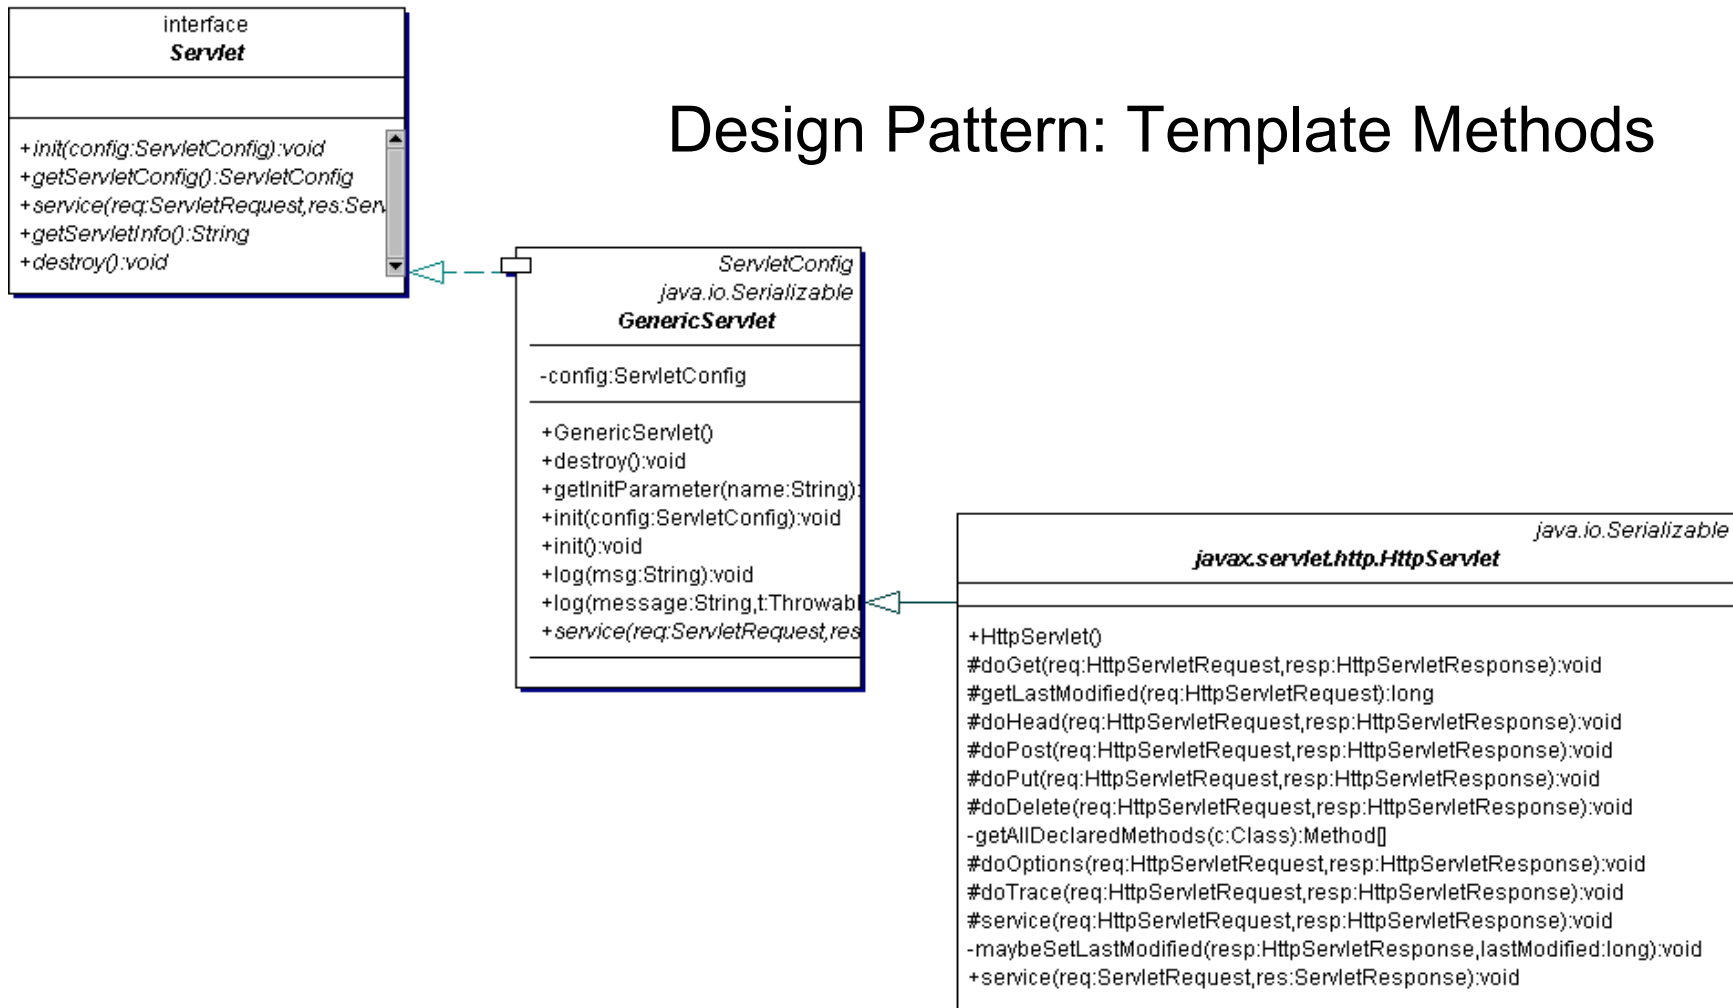 interface
Servlet
+init(config:ServletConfig):void
+getServletConfig():ServletConfig
+service(req:ServletRequest,res:Ser
+getServletInfo():String
+destroy():void
Design Pattern: Template Methods
ServletConfig
java.io.Serializable
GenericServlet
-config:ServletConfig
+GenericServlet()
+destroy():void
+getInitParameter(name:String):
+init(config:ServletConfig):void
+init():void
+log(msg:String):void
+log(message:String,t:Throwabl
+service(req:ServletRequest,res
java.io.Serializable
javax.servlet.http.HttpServlet
+HttpServlet()
#doGet(req:HttpServletRequest,resp:HttpServletResponse):void
#getLastModified(req:HttpServletRequest):long
#doHead(req:HttpServletRequest,resp:HttpServletResponse):void
#doPost(req:HttpServletRequest,resp:HttpServletResponse):void
#doPut(req:HttpServletRequest,resp:HttpServletResponse):void
#doDelete(req:HttpServletRequest,resp:HttpServletResponse):void
-getAllDeclaredMethods(c:Class):Method[]
#doOptions(req:HttpServletRequest,resp:HttpServletResponse):void
#doTrace(req:HttpServletRequest,resp:HttpServletResponse):void
#service(req:HttpServletRequest,resp:HttpServletResponse):void
-maybeSetLastModified(resp:HttpServletResponse,lastModified:long):void
+service(req:ServletRequest,res:ServletResponse):void